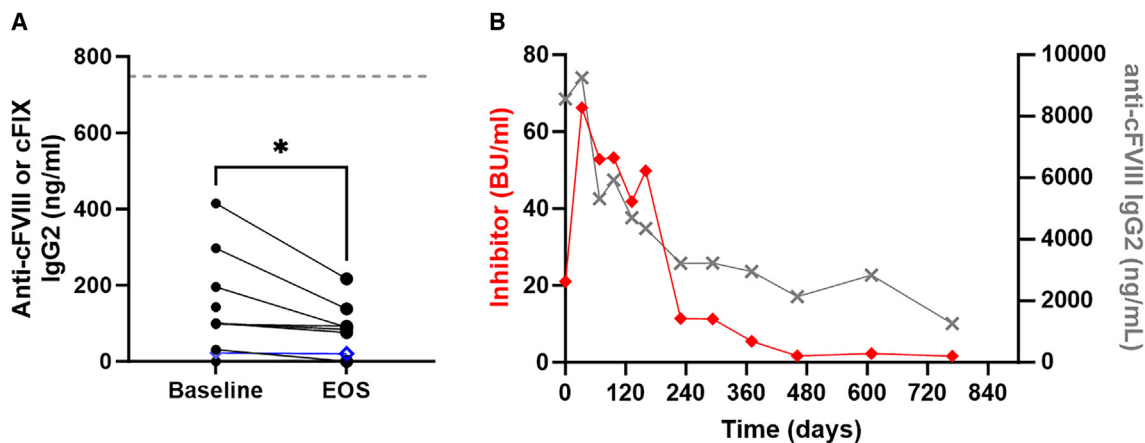 A
Anti-cFVIII or cFIX
IgG2 (ng/ml)
800
600
400
200
0
*
Baseline
EOS
B
Inhibitor (BU/ml)
80
60
40
20
0
10000
8000
6000
4000
2000
0
anti-cFVIII IgG2 (ng/mL)
0
120
240
360
480
600
720
840
Time (days)